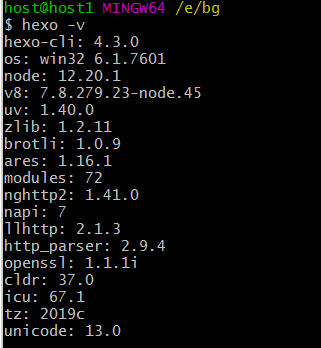 host@host1 MINGW64 /e/bg
$ hexo -v
hexo-cli: 4.3.0
os: win32 6.1.7601
node: 12.20.1
v8: 7.8.279.23-node.45
uv: 1.40.0
zlib: 1.2.11
brotli: 1.0.9
ares: 1.16.1
modules: 72
nghttp2: 1.41.0
napi: 7
llhttp: 2.1.3
http_parser: 2.9.4
openssl: 1.1.1i
cldr: 37.0
icu: 67.1
tz: 2019c
unicode: 13.0